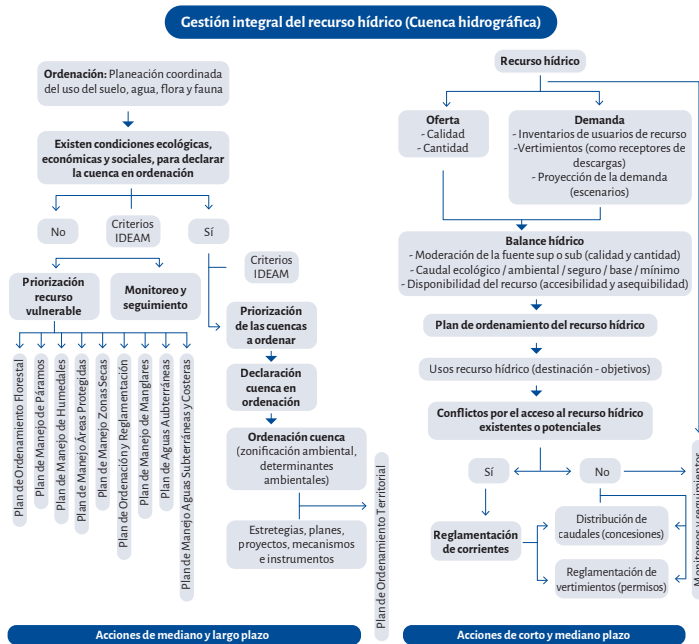 Gestión integral del recurso hídrico (Cuenca hidrográfica)
Ordenación: Planeación coordinada
del uso del suelo, agua, flora y fauna
Existen condiciones ecológicas,
económicas y sociales, para declarar
la cuenca en ordenación
No
Criterios
IDEAM
Sí
Priorización
recurso
vulnerable
Monitoreo y
seguimiento
Criterios
IDEAM
Plan de Ordenamiento Florestal
Plan de Manejo de Páramos
Plan de Manejo de Humedales
Plan de Manejo Áreas Protegidas
Plan de Manejo Zonas Secas
Plan de Ordenación y Reglamentación
Plan de Manejo de Manglares
Plan de Aguas Aubterráneas
Plan de Manejo Aguas Subterráneas y Costeras
Priorización
de las cuencas
a ordenar
Declaración
cuenca en
ordenación
Ordenación cuenca
(zonificación ambiental,
determinantes
ambientales)
Estretegias, planes,
proyectos, mecanismos
e instrumentos
Plan de Ordenamiento Territorial
Acciones de mediano y largo plazo
Recurso hídrico
Oferta
- Calidad
- Cantidad
Demanda
- Inventarios de usuarios de recurso
-Vertimientos (como receptores de
descargas)
- Proyección de la demanda
(escenarios)
Balance hídrico
- Moderación de la fuente sup o sub (calidad y cantidad)
- Caudal ecológico / ambiental / seguro / base / mínimo
- Disponibilidad del recurso (accesibilidad y asequibilidad)
Plan de ordenamiento del recurso hídrico
Usos recurso hídrico (destinación - objetivos)
Conflictos por el acceso al recurso hídrico
existentes o potenciales
Sí
No
Reglamentación
de corrientes
Distribución de
caudales (concesiones)
Reglamentación de
vertimientos (permisos)
Monitoreos y seguimientos
Acciones de corto y mediano plazo